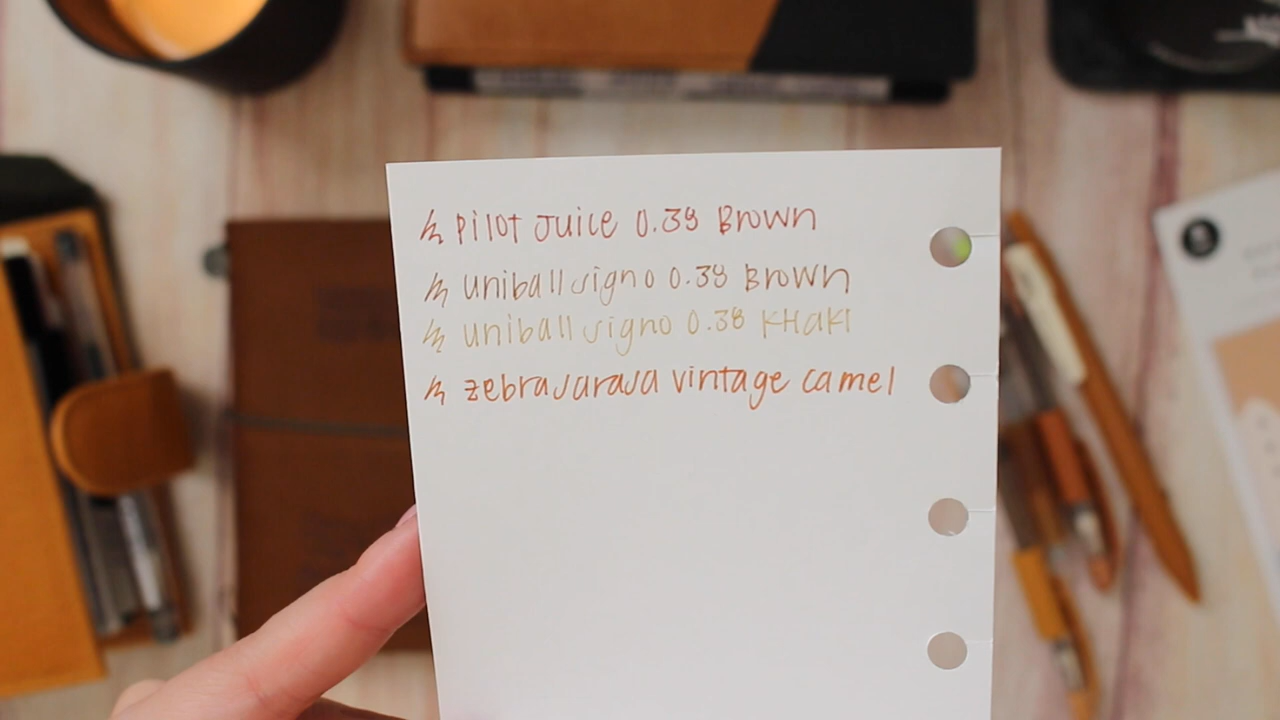 Pilot Juice 0.38 Brown
uniball signo 0.38 Brown
uniball signo 0.38 KHAKI
zebra sarasa vintage camel